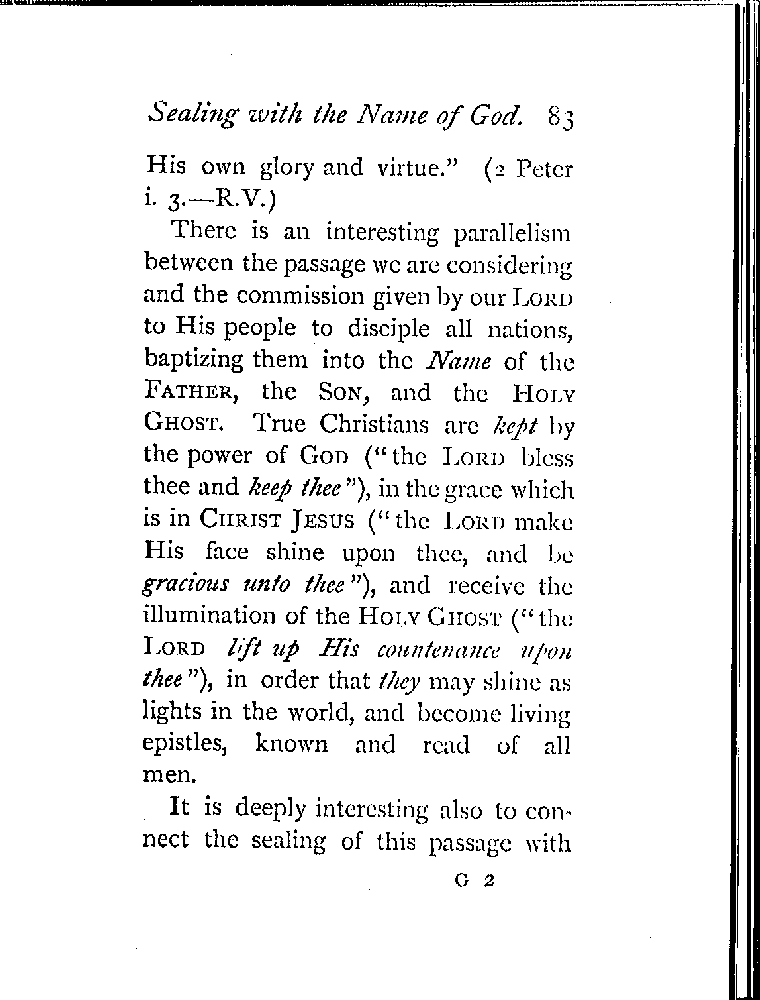 Sealing with the Name of God. 83
His own glory and virtue.” (2 Peter
i. 3.—R.V.)
There is an interesting parallelism
between the passage we are considering
and the commission given by our LORD
to His people to disciple all nations,
baptizing them into the Name of the
FATHER, the SON, and the HOLY
GHOST. True Christians are kept by
the power of GOD (“the LORD bless
thee and keep thee”), in the grace which
is in CHRIST JESUS (“the LORD make
His face shine upon thee, and be
gracious unto thee”), and receive the
illumination of the HOLY GHOST (“the
LORD lift up His countenance upon
thee”), in order that they may shine as
lights in the world, and become living
epistles, known and read of all
men.
It is deeply interesting also to con-
nect the sealing of this passage with
G 2